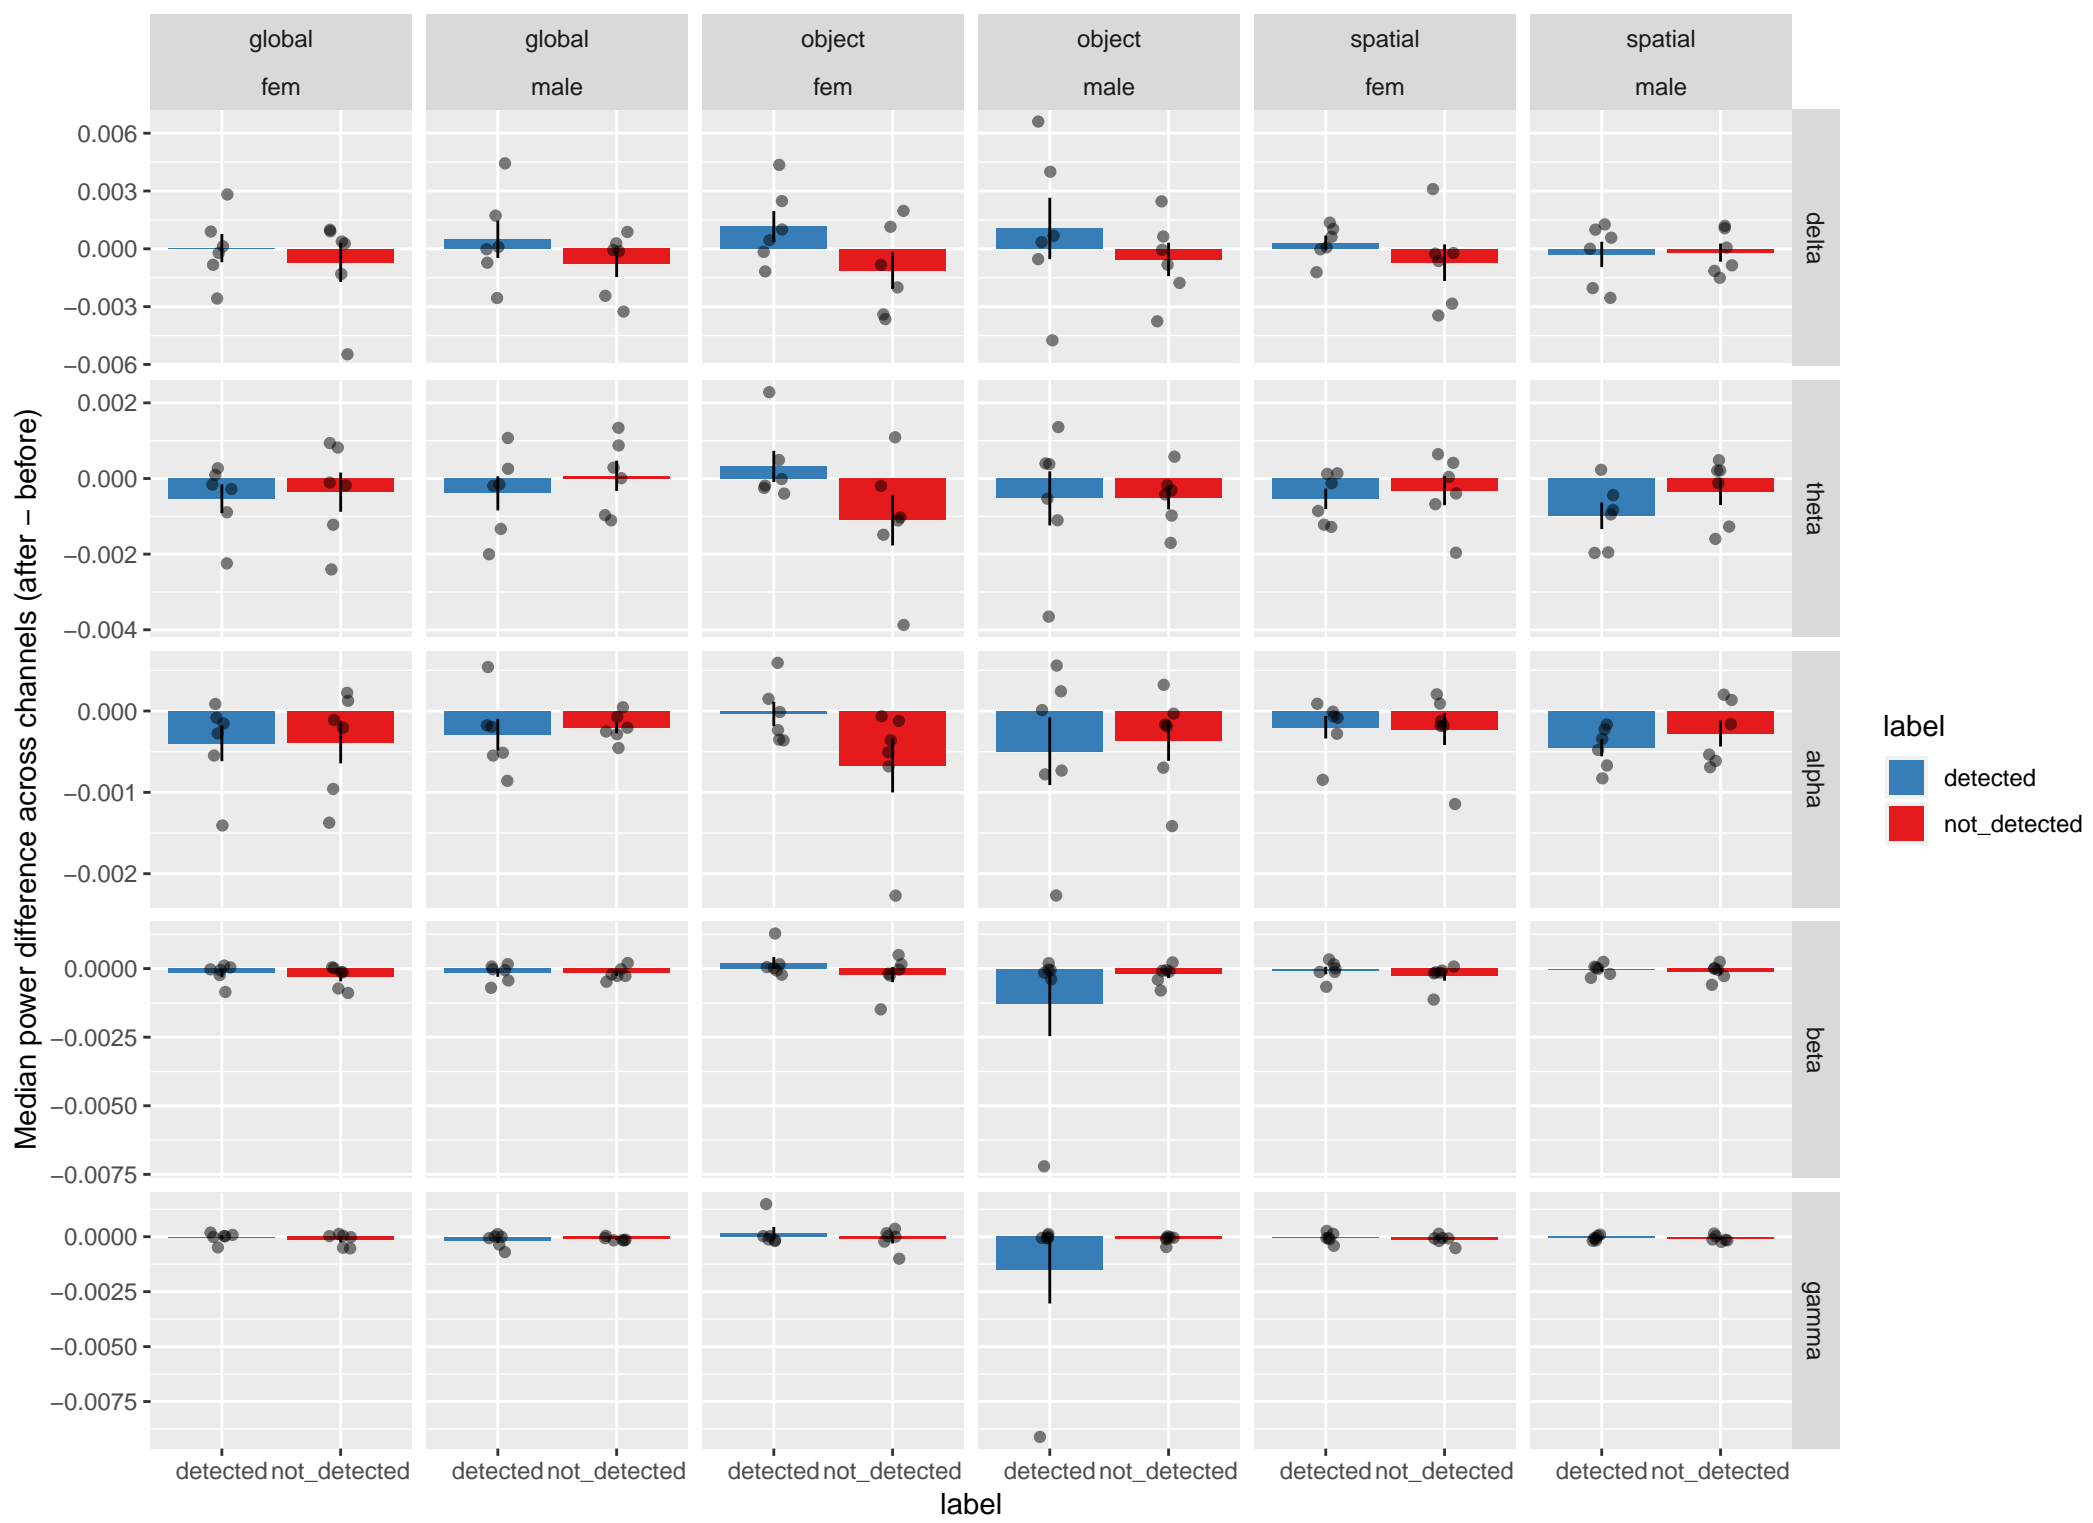 global global object object spatial spatial
fem male fem male fem male
0.006
0.003
0.000
−0.003
−0.006
delta
0.002
0.000
−0.002
−0.004
theta
0.000
−0.001
−0.002
alpha
0.0000
−0.0025
−0.0050
−0.0075
beta
0.0000
−0.0025
−0.0050
−0.0075
gamma
detected not_detected detected not_detected detected not_detected detected not_detected detected not_detected detected not_detected
label
Median power difference across channels (after − before)
label
detected
not_detected